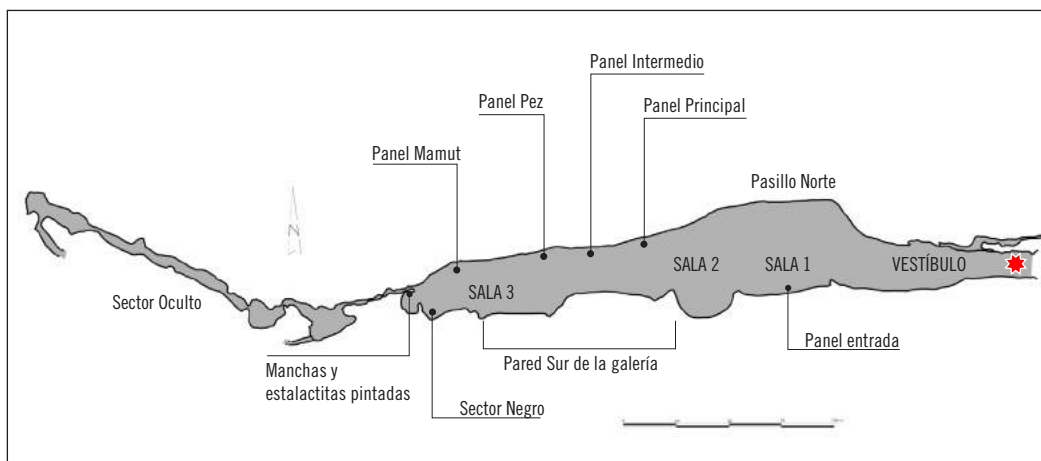 Panel Intermedio
Panel Pez
Panel Principal
Panel Mamut
Pasillo Norte
N
SALA 3
SALA 2
SALA 1
VESTÍBULO
Sector Oculto
Manchas y
estalactitas pintadas
Pared Sur de la galería
Panel entrada
Sector Negro